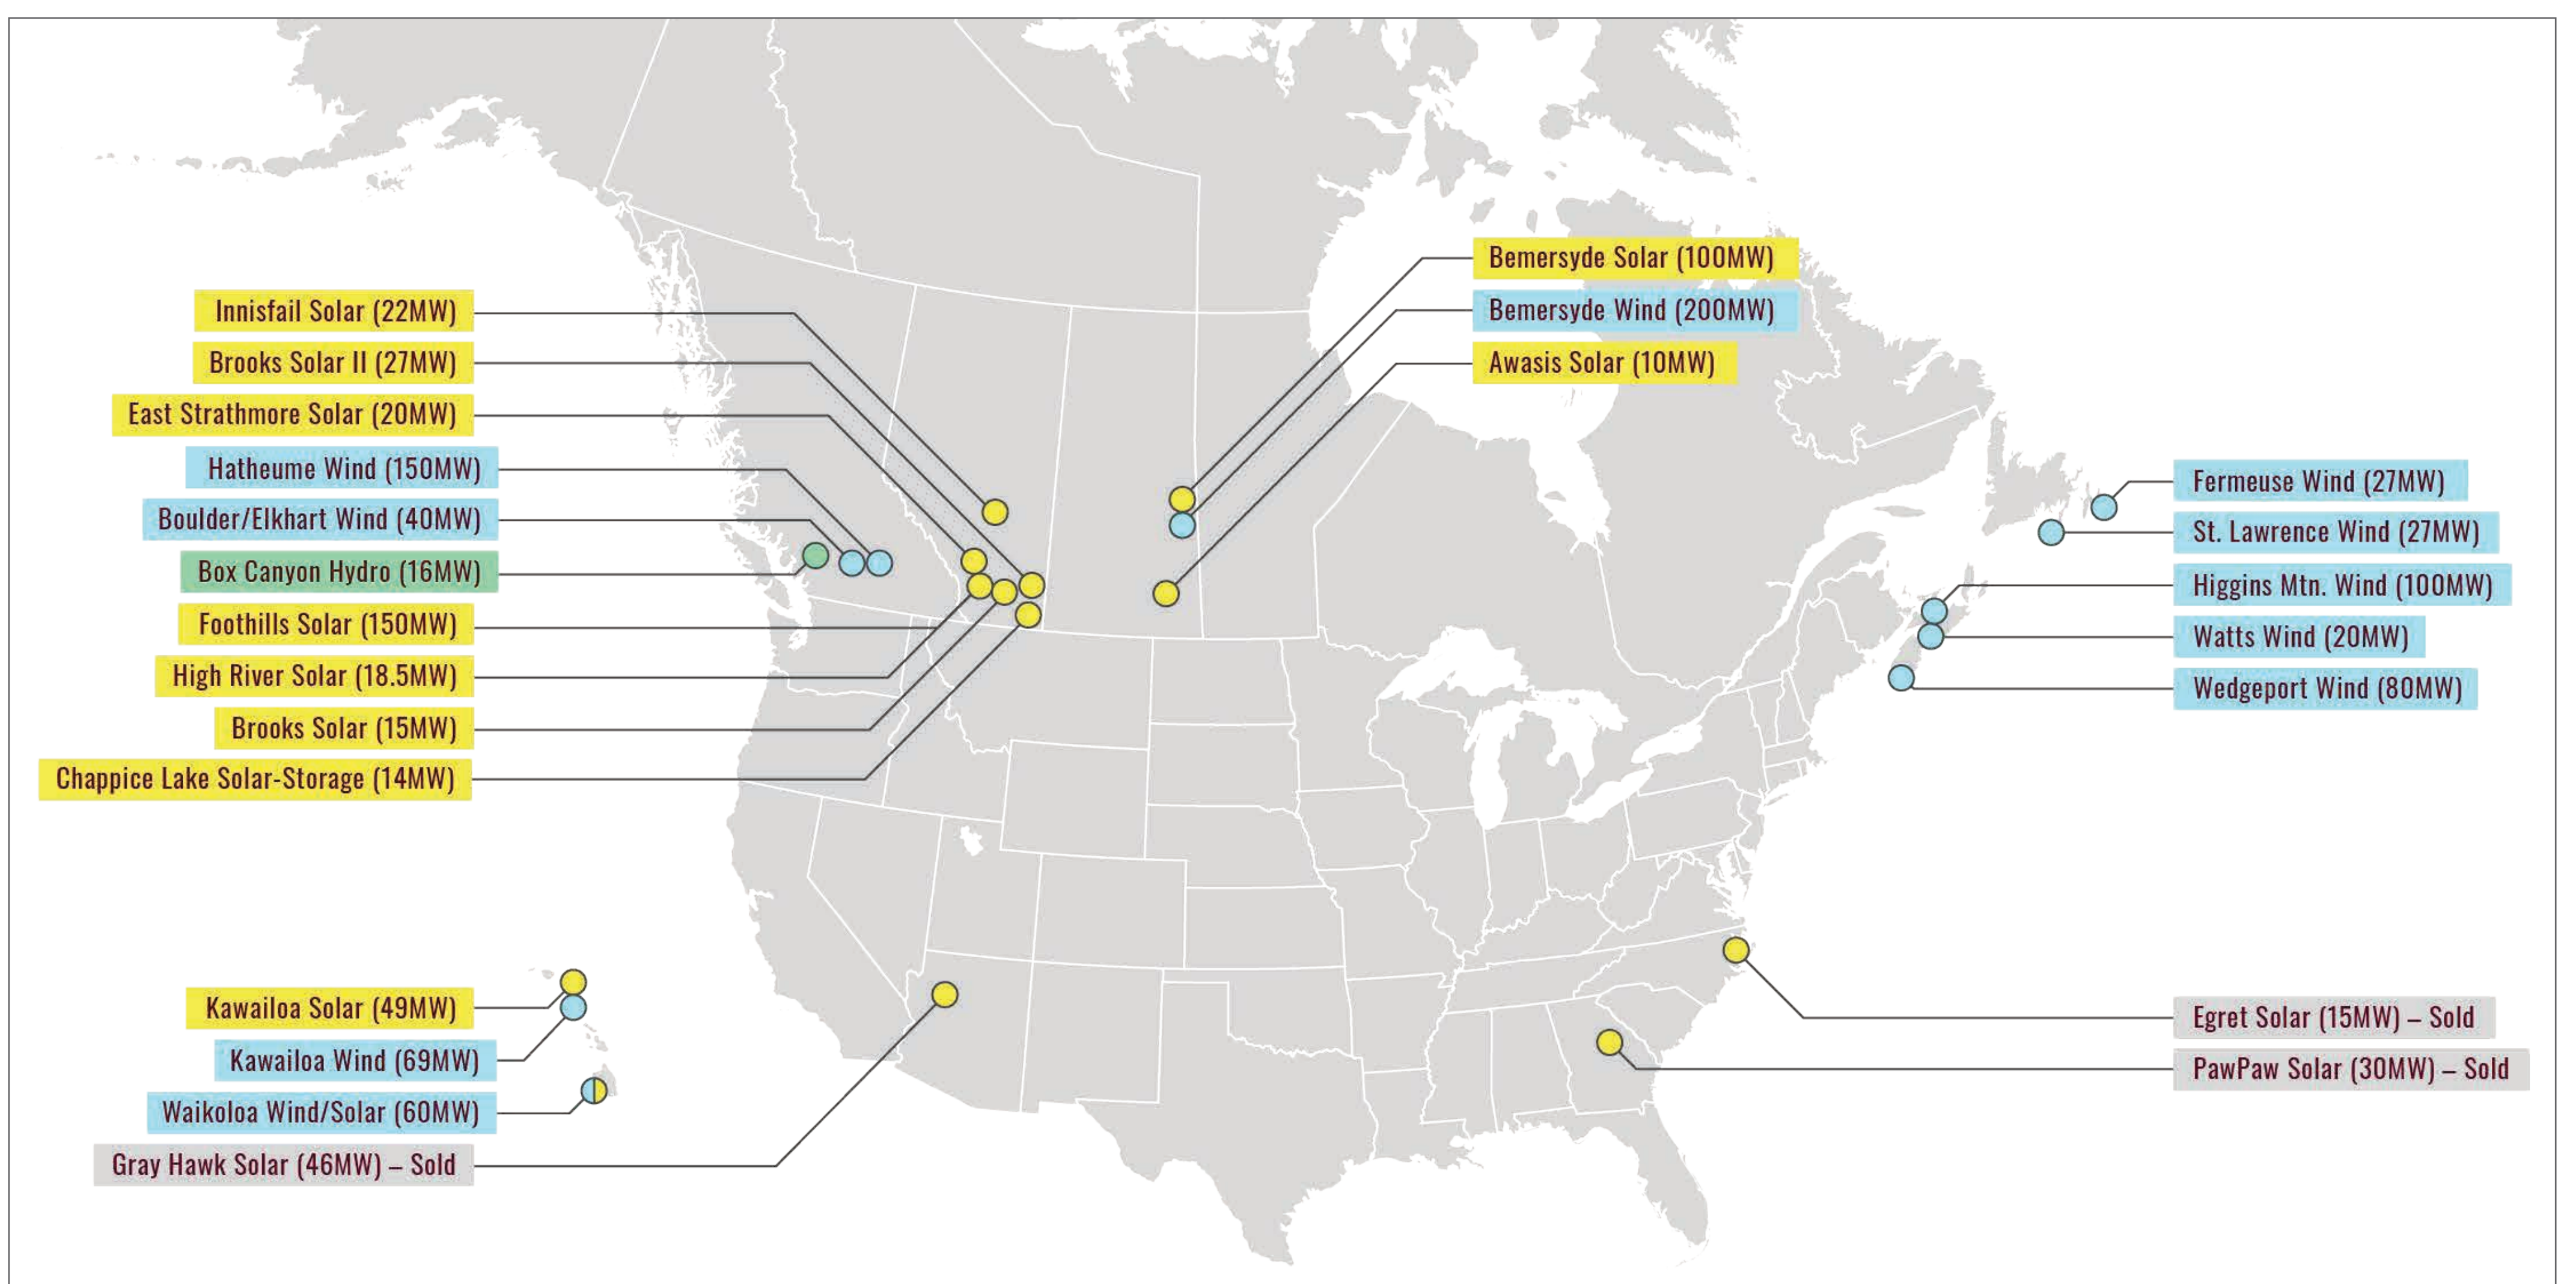 Innisfail Solar (22MW)
Brooks Solar II (27MW)
East Strathmore Solar (20MW)
Hatheume Wind (150MW)
Boulder/Elkhart Wind (40MW)
Box Canyon Hydro (16MW)
Foothills Solar (150MW)
High River Solar (18.5MW)
Brooks Solar (15MW)
Chappice Lake Solar-Storage (14MW)
Kawailoa Solar (49MW)
Kawailoa Wind (69MW)
Waikoloa Wind/Solar (60MW)
Gray Hawk Solar (46MW) – Sold
Bemersyde Solar (100MW)
Bemersyde Wind (200MW)
Awasis Solar (10MW)
Fermeuse Wind (27MW)
St. Lawrence Wind (27MW)
Higgins Mtn. Wind (100MW)
Watts Wind (20MW)
Wedgeport Wind (80MW)
Egret Solar (15MW) – Sold
PawPaw Solar (30MW) – Sold